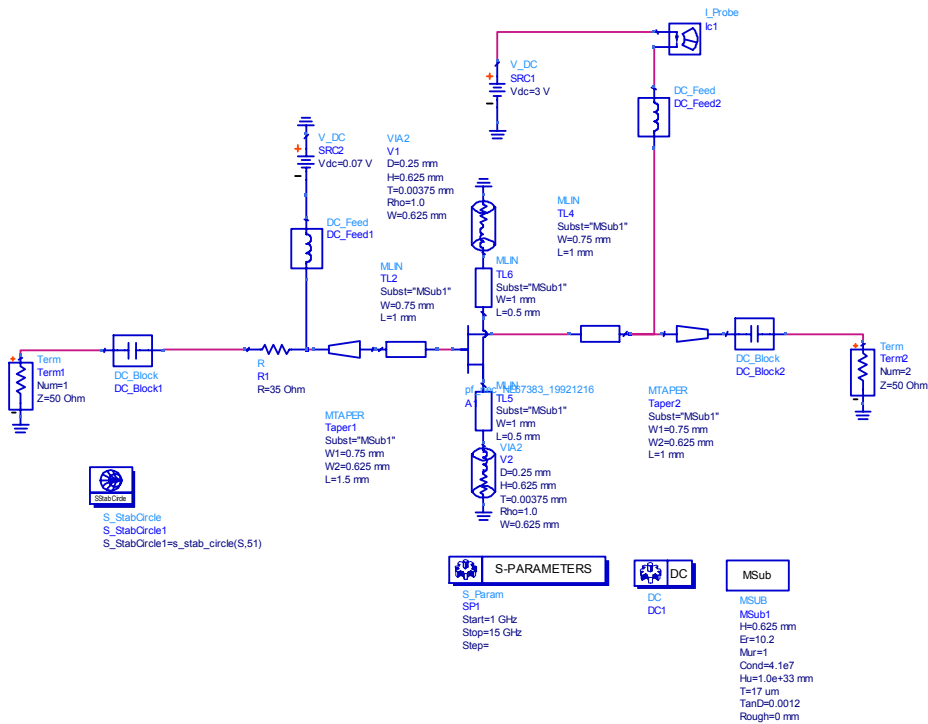 I_Probe
Ic1
V_DC
SRC1
Vdc=3 V
DC_Feed
DC_Feed2
V_DC
SRC2
Vdc=0.07 V
VIA2
V1
D=0.25 mm
H=0.625 mm
T=0.00375 mm
Rho=1.0
W=0.625 mm
MLIN
TL4
Subst="MSub1"
W=0.75 mm
L=1 mm
DC_Feed
DC_Feed1
MLIN
TL2
Subst="MSub1"
W=0.75 mm
L=1 mm
MLIN
TL6
Subst="MSub1"
W=1 mm
L=0.5 mm
Term
Term1
Num=1
Z=50 Ohm
DC_Block
DC_Block1
R
R1
R=35 Ohm
MTAPER
Taper1
Subst="MSub1"
W1=0.75 mm
W2=0.625 mm
L=1.5 mm
MLIN
TL5
Subst="MSub1"
W=1 mm
L=0.5 mm
VIA2
V2
D=0.25 mm
H=0.625 mm
T=0.00375 mm
Rho=1.0
W=0.625 mm
MTAPER
Taper2
Subst="MSub1"
W1=0.75 mm
W2=0.625 mm
L=1 mm
DC_Block
DC_Block2
Term
Term2
Num=2
Z=50 Ohm
SStabCircle
S_StabCircle
S_StabCircle1
S_StabCircle1=s_stab_circle(S,51)
S-PARAMETERS
S_Param
SP1
Start=1 GHz
Stop=15 GHz
Step=
DC
DC
DC1
MSub
MSUB
MSub1
H=0.625 mm
Er=10.2
Mur=1
Cond=4.1e7
Hu=1.0e+33 mm
T=17 um
TanD=0.0012
Rough=0 mm